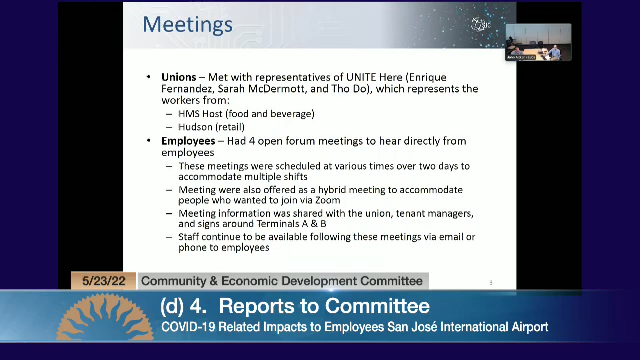 Meetings
• Unions – Met with representatives of UNITE Here (Enrique
Fernandez, Sarah McDermott, and Tho Do), which represents the
workers from:
– HMS Host (food and beverage)
– Hudson (retail)
• Employees – Had 4 open forum meetings to hear directly from
employees
– These meetings were scheduled at various times over two days to
accommodate multiple shifts
– Meeting were also offered as a hybrid meeting to accommodate
people who wanted to join via Zoom
– Meeting information was shared with the union, tenant managers,
and signs around Terminals A & B
– Staff continue to be available following these meetings via email or
phone to employees
3
5/23/22 Community & Economic Development Committee
(d) 4. Reports to Committee
COVID-19 Related Impacts to Employees San José International Airport